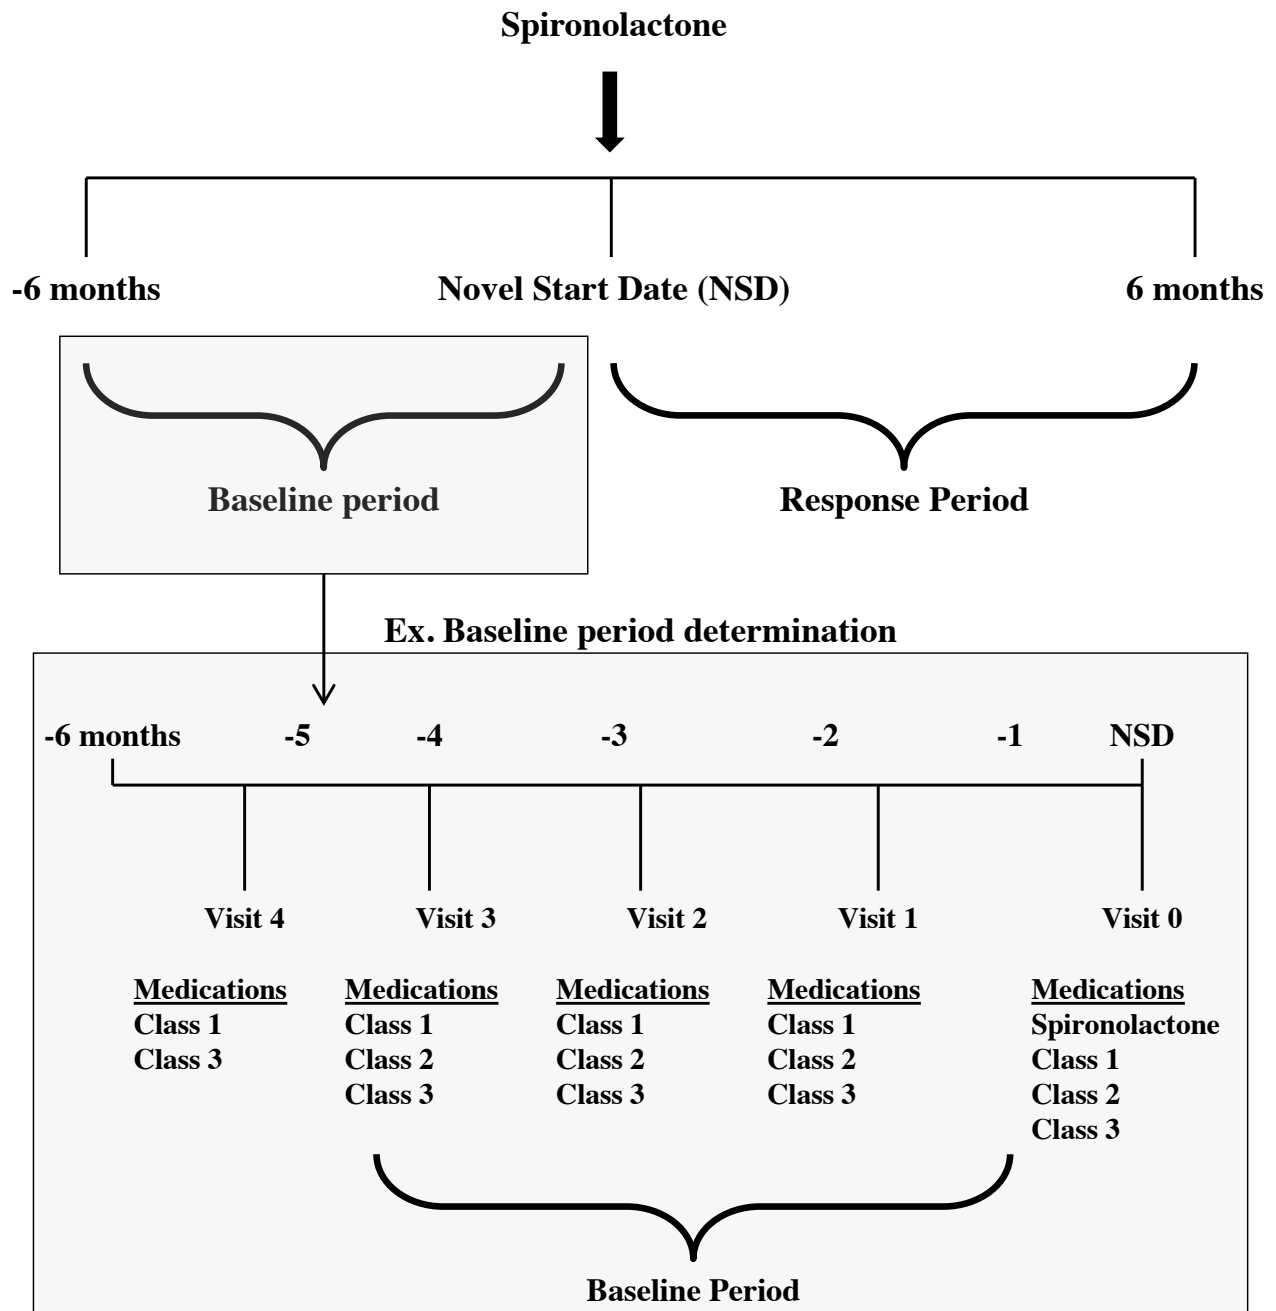 Spironolactone
-6 months
Novel Start Date (NSD)
6 months
Baseline period
Response Period
Ex. Baseline period determination
-6 months -5 -4 -3 -2 -1 NSD
Visit 4 Visit 3 Visit 2 Visit 1 Visit 0
Medications
Class 1
Class 3
Medications
Class 1
Class 2
Class 3
Medications
Class 1
Class 2
Class 3
Medications
Class 1
Class 2
Class 3
Medications
Spironolactone
Class 1
Class 2
Class 3
Baseline Period